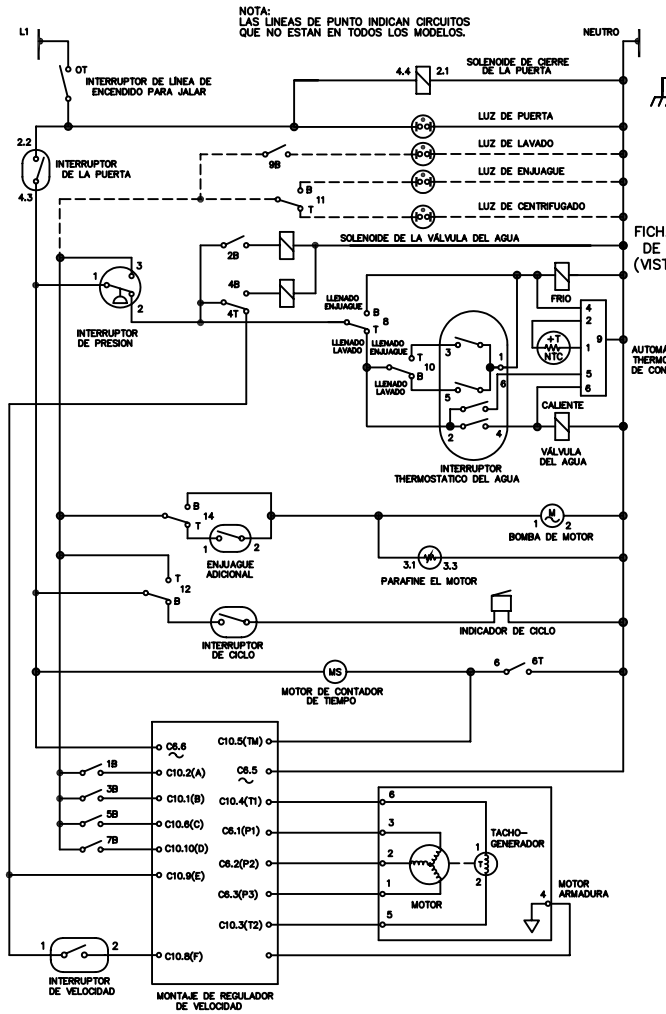 NOTA:
LAS LINEAS DE PUNTO INDICAN CIRCUITOS
QUE NO ESTAN EN TODOS LOS MODELOS.
L1
NEUTRO
OT
INTERRUPTOR DE LÍNEA DE
ENCENDIDO PARA JALAR
4.4
2.1
SOLENOIDE DE CIERRE
DE LA PUERTA
LUZ DE PUERTA
2.2
INTERRUPTOR
DE LA PUERTA
4.3
9B
LUZ DE LAVADO
B
LUZ DE ENJUAGUE
11
T
LUZ DE CENTRIFUGADO
FICH
DE
(VIST
SOLENOIDE DE LA VÁLVULA DEL AGUA
2B
3
1
2
INTERRUPTOR
DE PRESION
4B
4T
LLENADO
ENJUAGUE
B
8
T
LLENADO
LAVADO
LLENADO
ENJUAGUE
T
10
B
LLENADO
LAVADO
3
1
5
6
2
4
INTERRUPTOR
THERMOSTATICO DEL AGUA
FRIO
4
2
+T
NTC
1
9
5
6
AUTOMA
THERMO
DE CON
CALIENTE
VÁLVULA
DEL AGUA
B
14
T
1
2
ENJUAGUE
ADICIONAL
M
1
2
BOMBA DE MOTOR
3.1
3.3
PARAFINE EL MOTOR
T
12
B
INTERRUPTOR
DE CICLO
INDICADOR DE CICLO
MS
MOTOR DE CONTADOR
DE TIEMPO
6
6T
C6.6
C10.5(TM)
1B
C10.2(A)
C6.5
3B
C10.1(B)
C10.4(T1)
6
5B
C10.6(C)
C6.1(P1)
3
7B
C10.10(D)
C6.2(P2)
2
C10.9(E)
C6.3(P3)
1
C10.3(T2)
5
MOTOR
TACHO-
GENERADOR
1
T
2
4
MOTOR
ARMADURA
1
2
C10.8(F)
INTERRUPTOR
DE VELOCIDAD
MONTAJE DE REGULADOR
DE VELOCIDAD